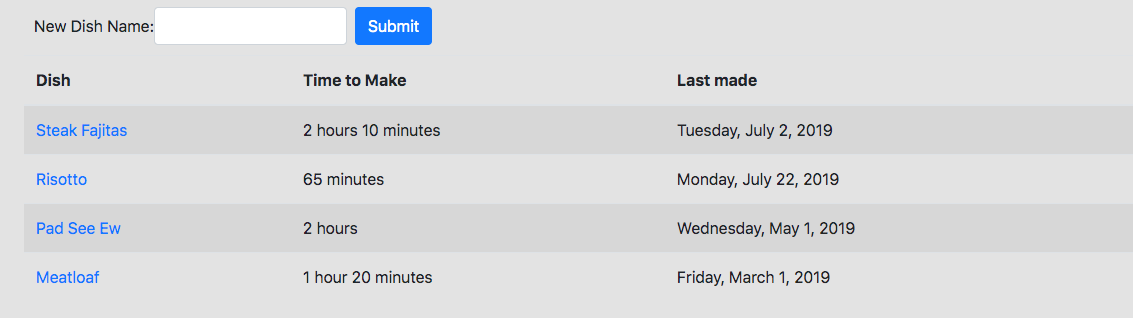 New Dish Name: Submit
Dish Time to Make Last made
Steak Fajitas 2 hours 10 minutes Tuesday, July 2, 2019
Risotto 65 minutes Monday, July 22, 2019
Pad See Ew 2 hours Wednesday, May 1, 2019
Meatloaf 1 hour 20 minutes Friday, March 1, 2019